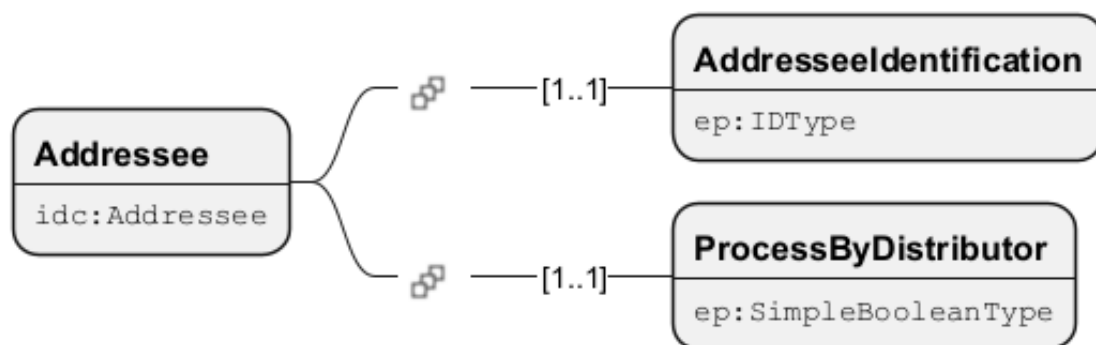 Addressee
idc:Addressee
[1..1]
AddresseeIdentification
ep:IDType
[1..1]
ProcessByDistributor
ep:SimpleBooleanType